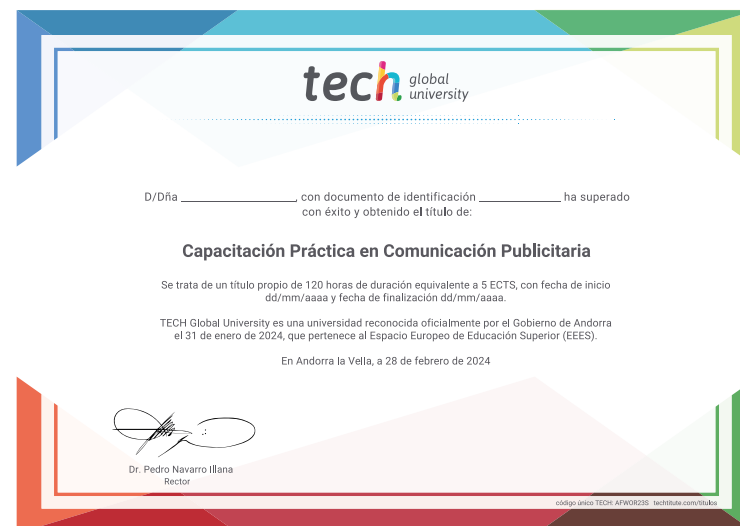 tech global university
D/Dña ______________, con documento de identificación __________ ha superado
con éxito y obtenido el título de:
Capacitación Práctica en Comunicación Publicitaria
Se trata de un título propio de 120 horas de duración equivalente a 5 ECTS, con fecha de inicio
dd/mm/aaaa y fecha de finalización dd/mm/aaaa.
TECH Global University es una universidad reconocida oficialmente por el Gobierno de Andorra
el 31 de enero de 2024, que pertenece al Espacio Europeo de Educación Superior (EEES).
En Andorra la Vella, a 28 de febrero de 2024
Dr. Pedro Navarro Illana
Rector
código único TECH: AFWOR23S techtitute.com/titulos